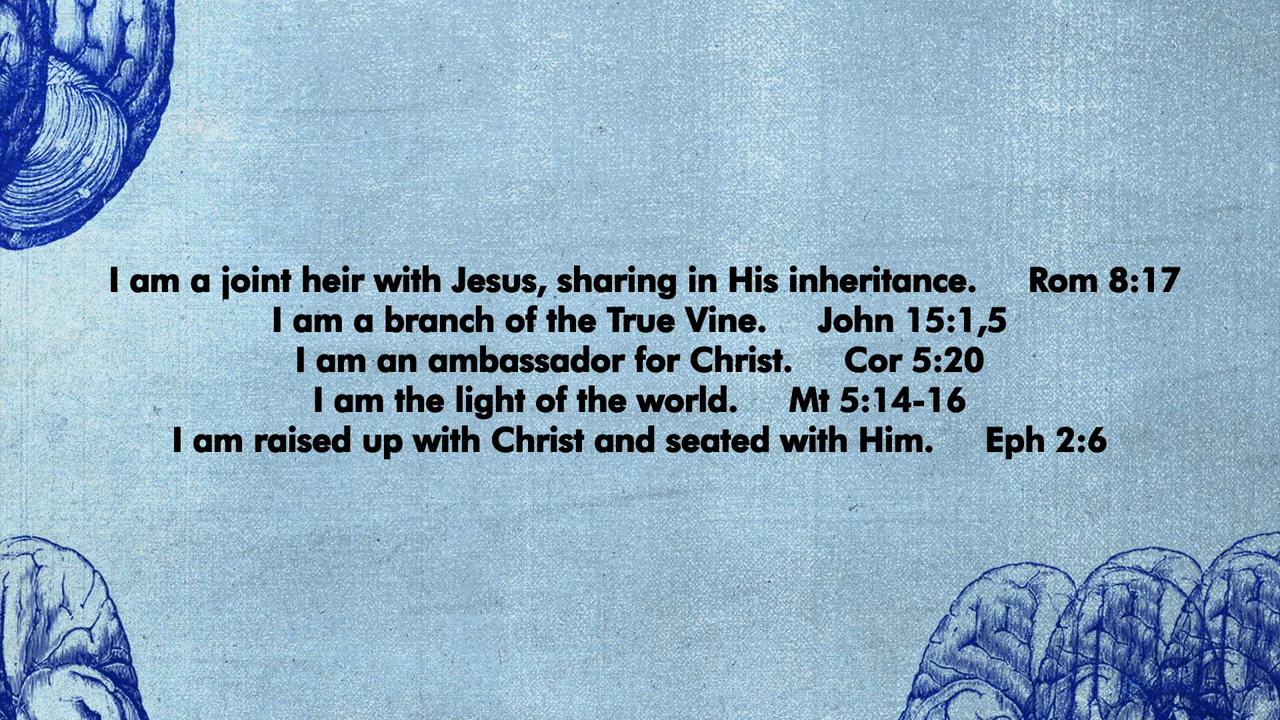 I am a joint heir with Jesus, sharing in His inheritance. Rom 8:17
I am a branch of the True Vine. John 15:1,5
I am an ambassador for Christ. Cor 5:20
I am the light of the world. Mt 5:14-16
I am raised up with Christ and seated with Him. Eph 2:6